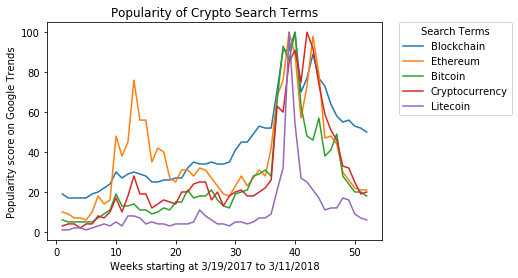 Popularity of Crypto Search Terms
Popularity score on Google Trends
100
80
60
40
20
0
0
10
20
30
40
50
Weeks starting at 3/19/2017 to 3/11/2018
Search Terms
Blockchain
Ethereum
Bitcoin
Cryptocurrency
Litecoin